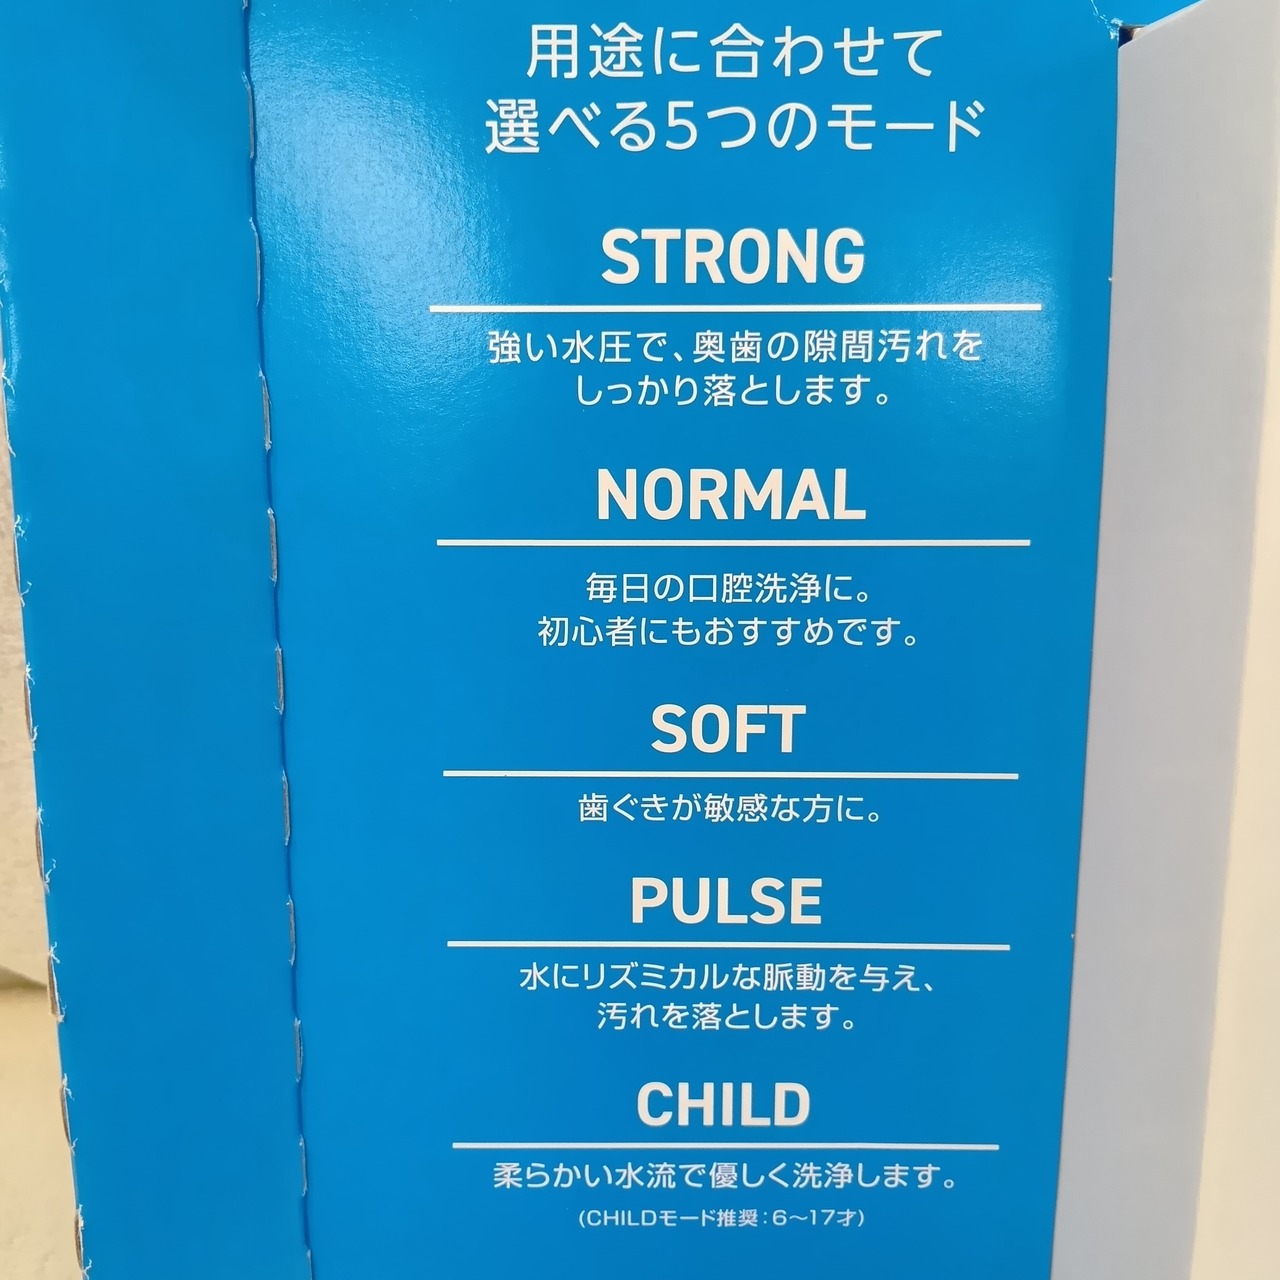 用途に合わせて
選べる5つのモード
STRONG
強い水圧で、奥歯の隙間汚れを
しっかり落とします。
NORMAL
毎日の口腔洗浄に。
初心者にもおすすめです。
SOFT
歯ぐきが敏感な方に。
PULSE
水にリズミカルな脈動を与え、
汚れを落とします。
CHILD
柔らかい水流で優しく洗浄します。
(CHILDモード推奨:6〜17才)